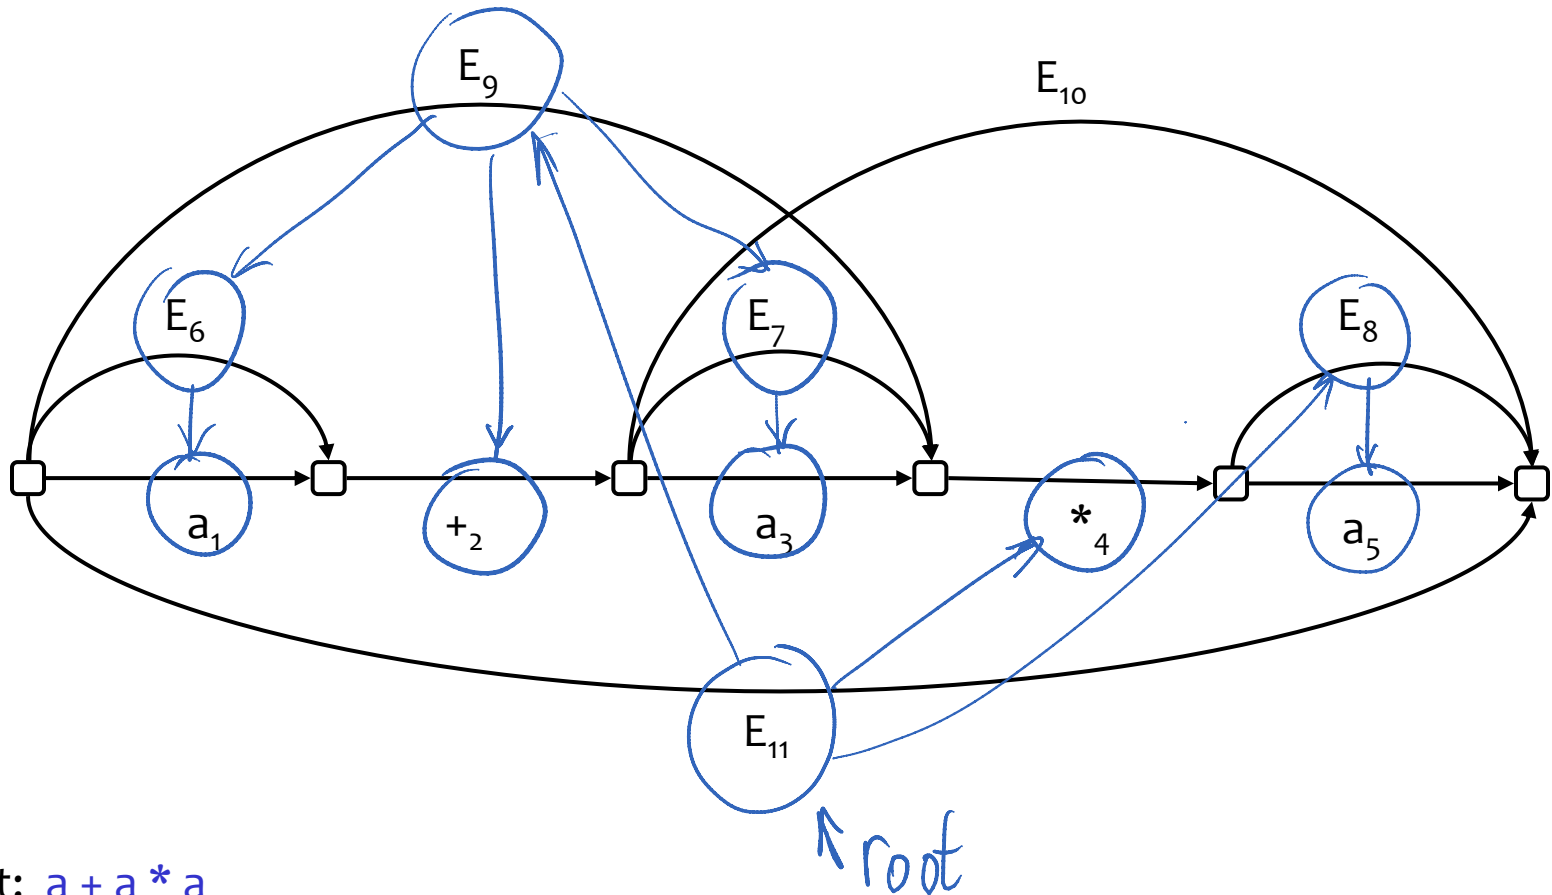 E₉
E₁₀
E₆
E₇
E₈
a₁
+₂
a₃
*₄
a₅
E₁₁
root
t: a + a * a